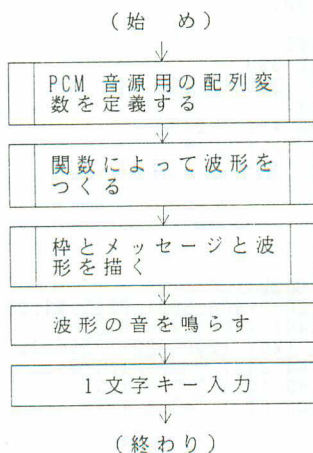 (始 め)
PCM 音源用の配列変
数を定義する
関数によって波形を
つくる
枠とメッセージと波
形を描く
波形の音を鳴らす
1文字キー入力
(終わり)